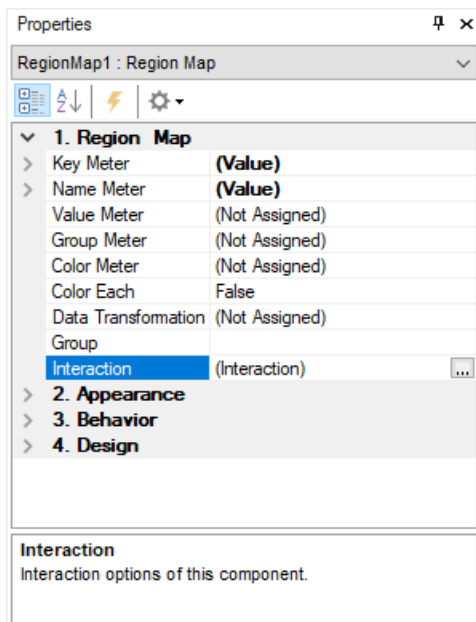 Properties
RegionMap1 : Region Map
A
Z
1. Region Map
Key Meter (Value)
Name Meter (Value)
Value Meter (Not Assigned)
Group Meter (Not Assigned)
Color Meter (Not Assigned)
Color Each False
Data Transformation (Not Assigned)
Group
Interaction (Interaction) ...
2. Appearance
3. Behavior
4. Design
Interaction
Interaction options of this component.